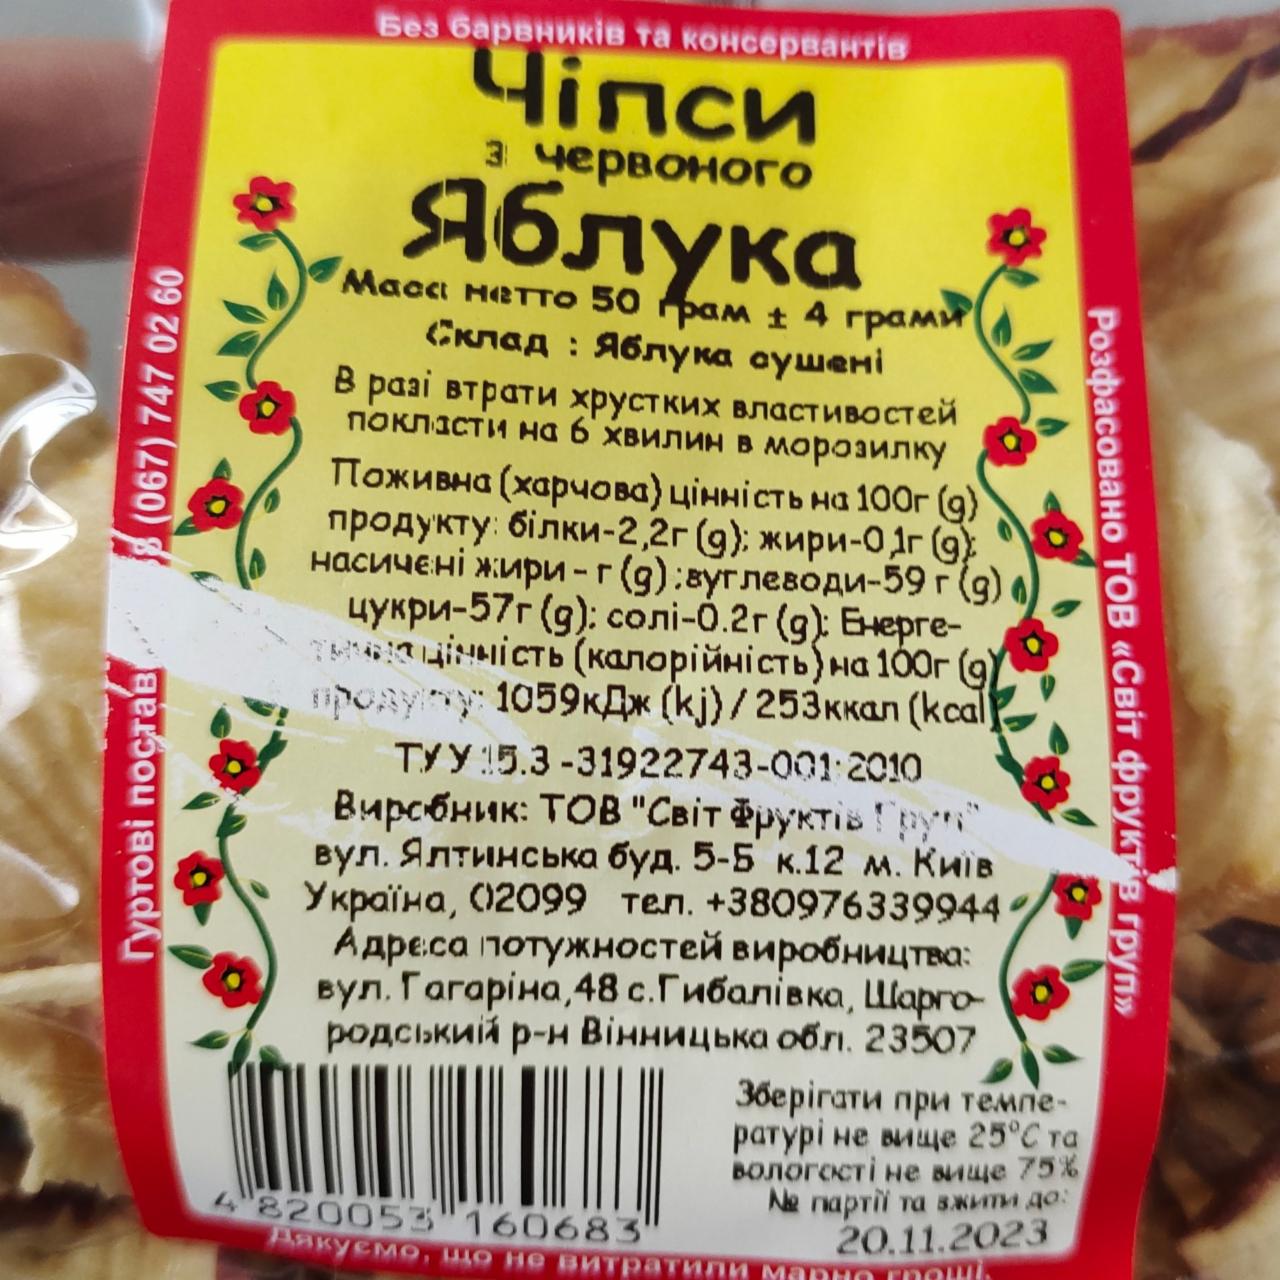 Без барвників та консервантів
Чіпси
з червоного
Яблука
Маса нетто 50 грам ± 4 грами
Склад : Яблука сушені
В разі втрати хрустких властивостей
покласти на 6 хвилин в морозилку
Поживна (харчова) цінність на 100г (g)
продукту: білки-2,2г (g); жири-0,1г (g);
насичені жири - г (g) ;вуглеводи-59 г (g)
цукри-57г (g); солі-0.2г (g); Енерге-
тична цінність (калорійність) на 100г (g)
продукту: 1059кДж (kj) / 253ккал (kcal)
ТУ У 15.3 -31922743-001:2010
Виробник: ТОВ "Світ Фруктів Груп"
вул. Ялтинська буд. 5-Б к.12 м. Київ
Україна, 02099 тел. +380976339944
Адреса потужностей виробництва:
вул. Гагаріна,48 с.Гибалівка, Шарго-
родський р-н Вінницька обл. 23507
Зберігати при темпе-
ратурі не вище 25°С та
вологості не вище 75%
№ партії та вжити до:
20.11.2023
4 820053 160683
Дякуємо, що не витратили марно гроші.
Гуртові постав 8 (067) 747 02 60
Розфасовано ТОВ «Світ фруктів груп»